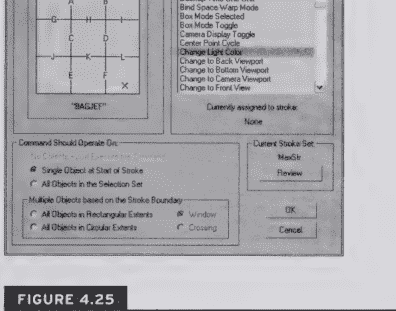 A B
G H I
C D
J K L
E F
"BAGJEF"
Bind Space Warp Mode
Box Mode Selected
Box Mode Toggle
Camera Display Toggle
Center Point Cycle
Change Light Color
Change to Back Viewport
Change to Bottom Viewport
Change to Camera Viewport
Change to Front View
Currently assigned to stroke:
None
Command Should Operate On:
Single Object at Start of Stroke
All Objects in the Selection Set
Multiple Objects based on the Stroke Boundary
All Objects in Rectangular Extents
All Objects in Circular Extents
Window
Crossing
Current Stroke Set
MaxStr
Review
OK
Cancel
FIGURE 4.25